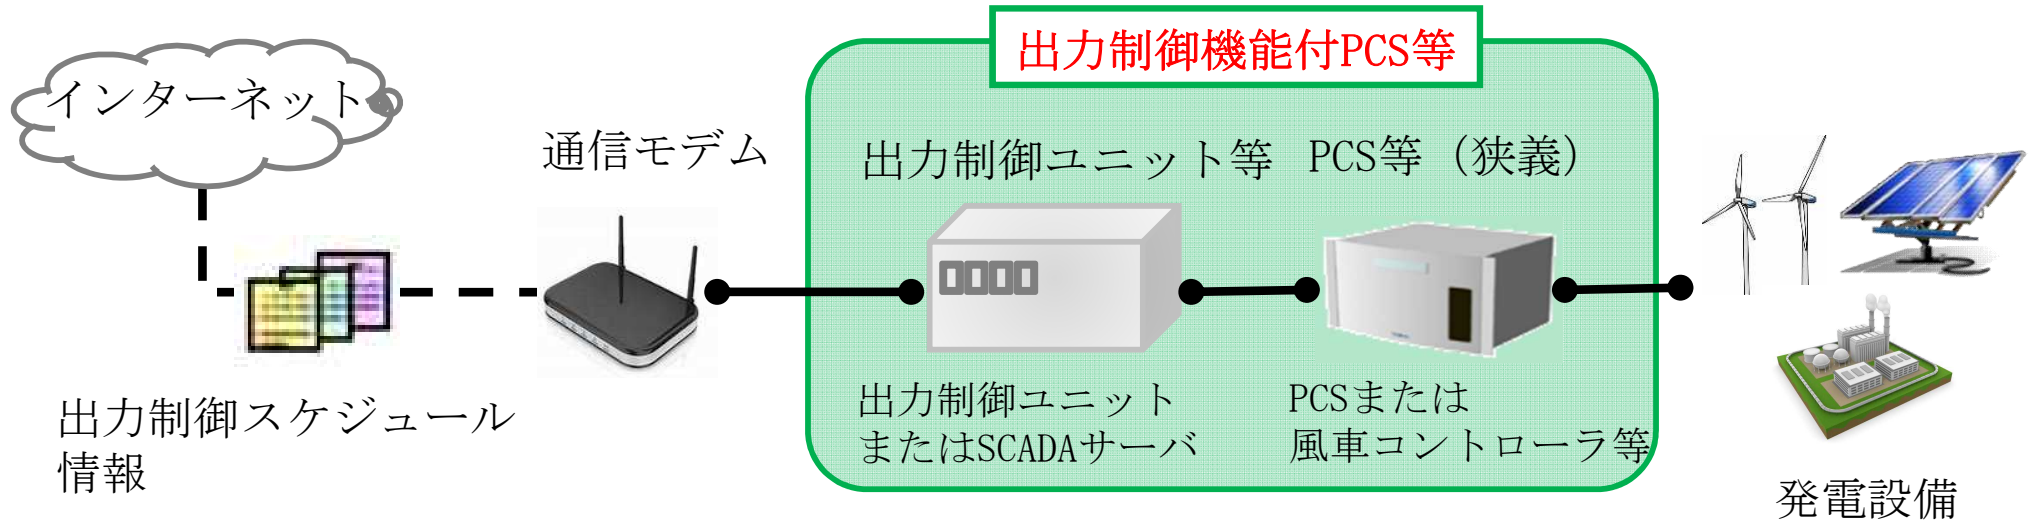 出力制御機能付PCS等
インターネット
通信モデム
出力制御ユニット等
PCS等（狭義）
出力制御スケジュール
情報
出力制御ユニット
またはSCADAサーバ
PCSまたは
風車コントローラ等
発電設備